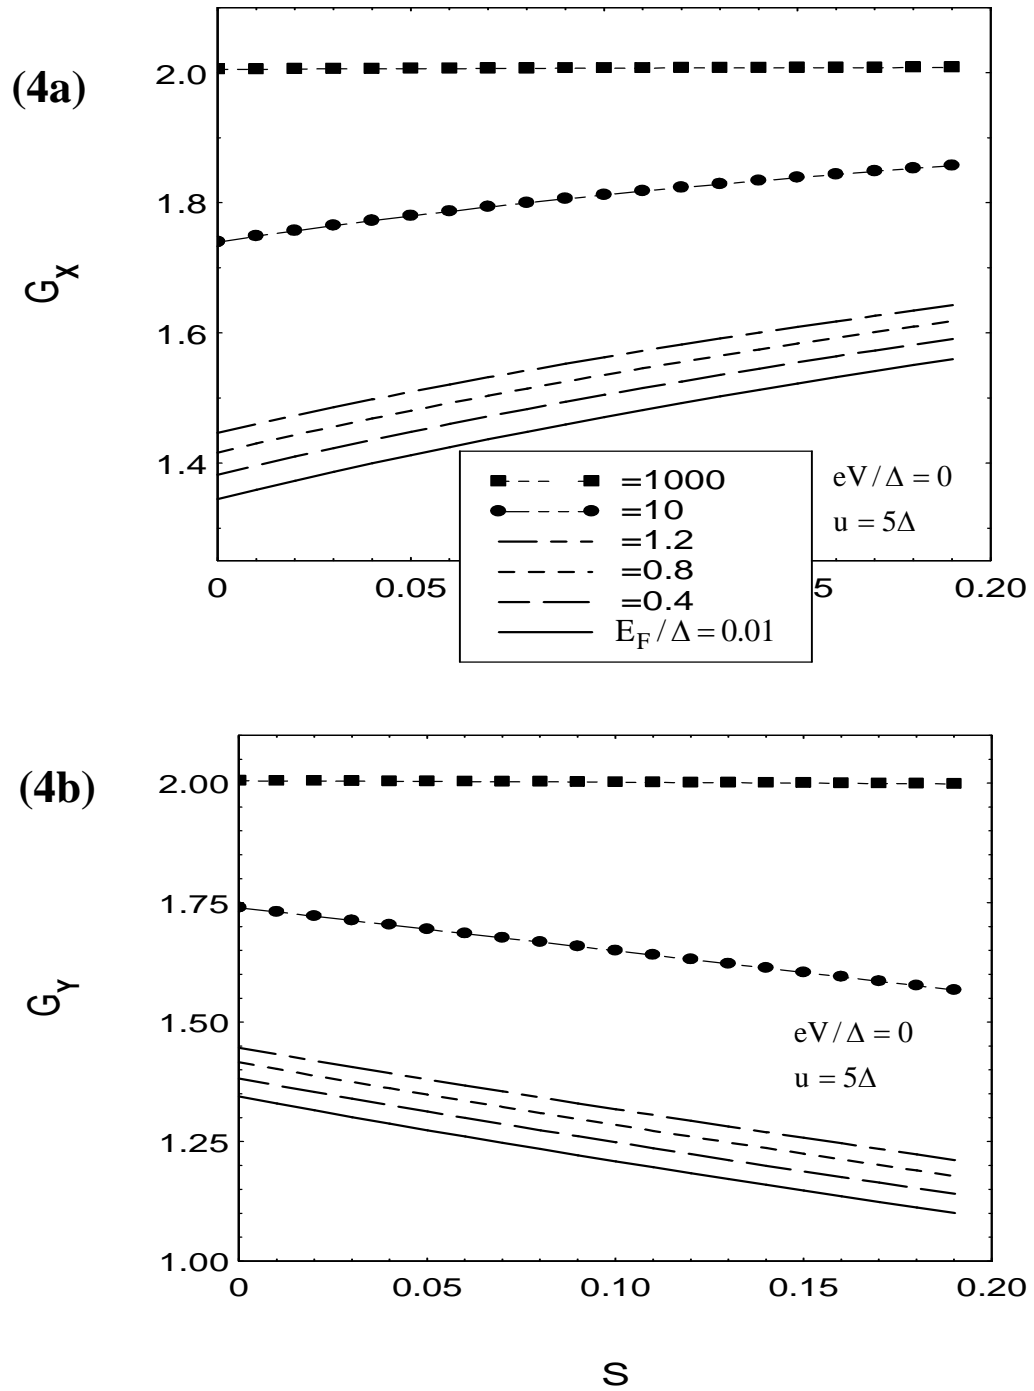 (4a)
2.0
1.8
1.6
1.4
G_X
=1000
=10
=1.2
=0.8
=0.4
E_F / Δ = 0.01
eV / Δ = 0
u = 5Δ
0 0.05 5 0.20
(4b)
2.00
1.75
1.50
1.25
1.00
G_Y
eV / Δ = 0
u = 5Δ
0 0.05 0.10 0.15 0.20
S